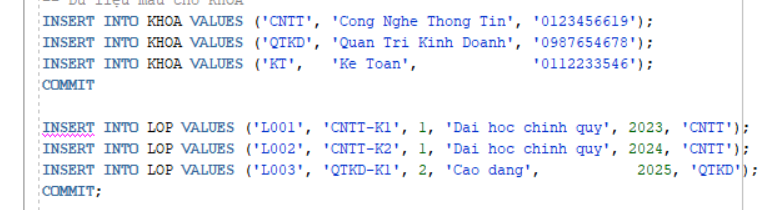 -- Dữ liệu mẫu cho KHOA
INSERT INTO KHOA VALUES ('CNTT', 'Cong Nghe Thong Tin', '0123456619');
INSERT INTO KHOA VALUES ('QTKD', 'Quan Tri Kinh Doanh', '0987654678');
INSERT INTO KHOA VALUES ('KT', 'Ke Toan', '0112233546');
COMMIT
INSERT INTO LOP VALUES ('L001', 'CNTT-K1', 1, 'Dai hoc chinh quy', 2023, 'CNTT');
INSERT INTO LOP VALUES ('L002', 'CNTT-K2', 1, 'Dai hoc chinh quy', 2024, 'CNTT');
INSERT INTO LOP VALUES ('L003', 'QTKD-K1', 2, 'Cao dang', 2025, 'QTKD');
COMMIT;